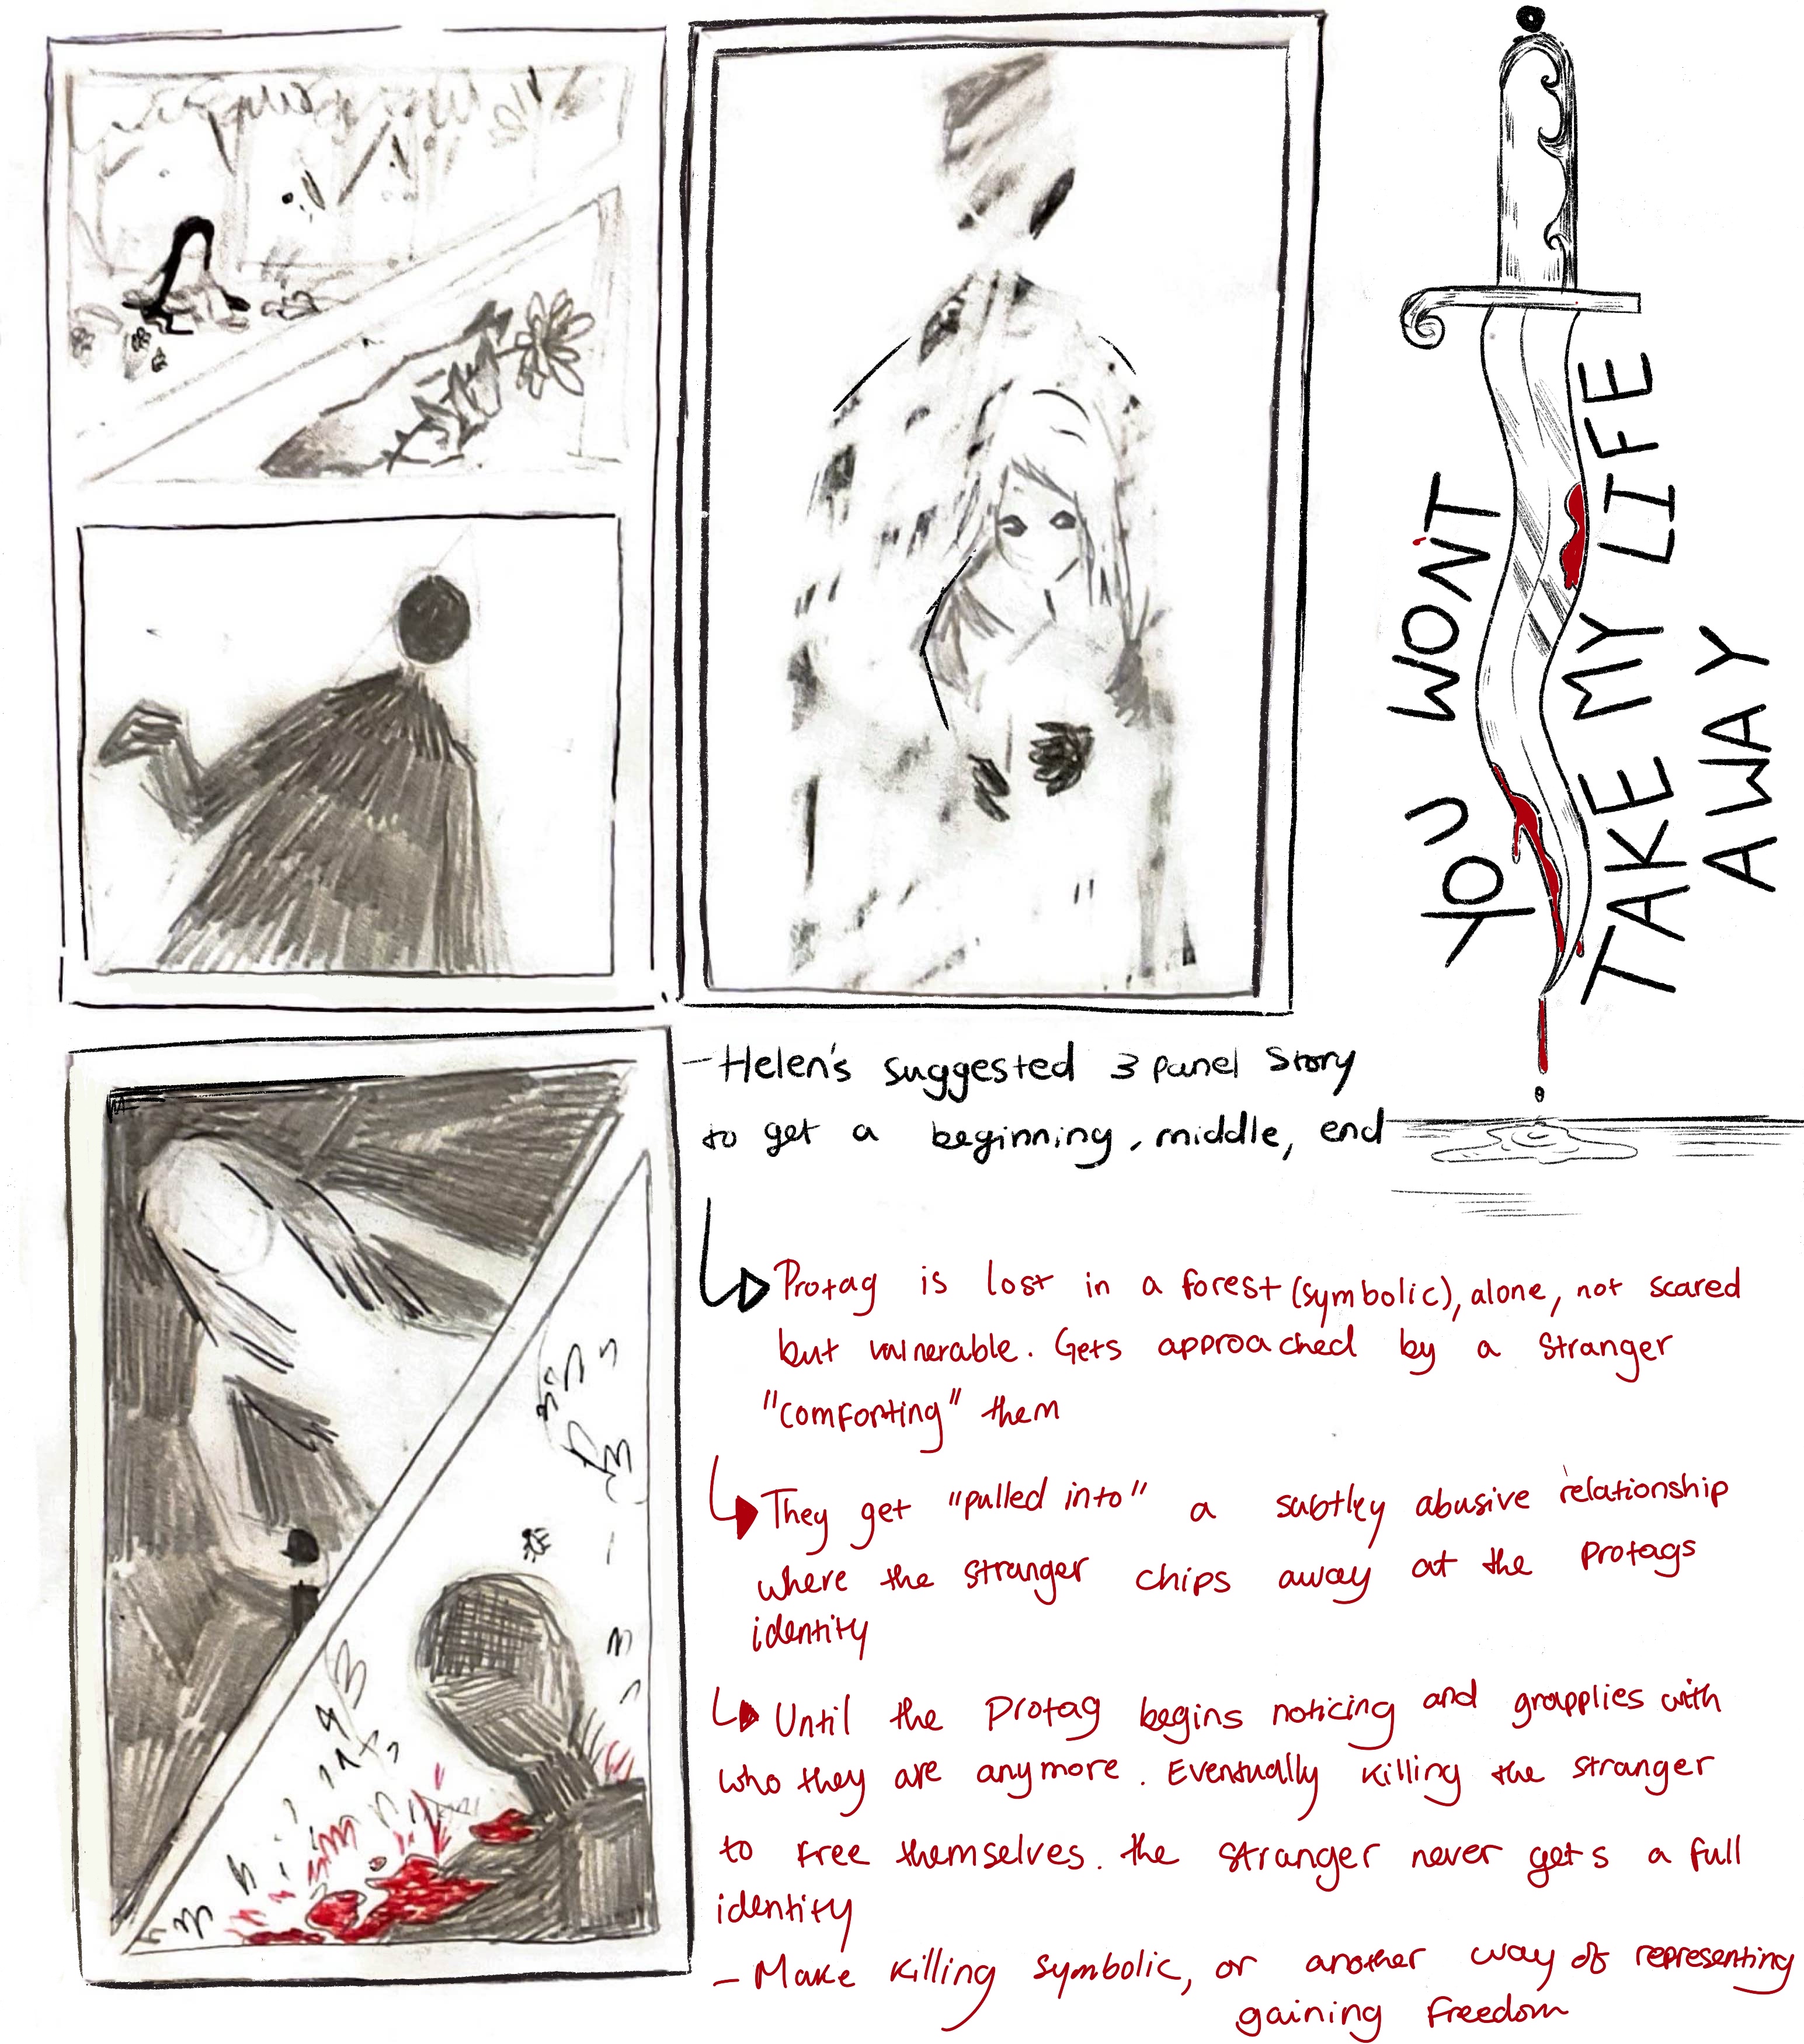 YOU WON'T
TAKE MY LIFE
AWAY
- Helen's suggested 3 panel story
to get a beginning, middle, end
Protag is lost in a forest (symbolic), alone, not scared
but vulnerable. Gets approached by a stranger
"comforting" them
They get "pulled into" a subtley abusive relationship
where the stranger chips away at the protags
identity
Until the protag begins noticing and grapplies with
who they are anymore. Eventually killing the stranger
to free themselves. the stranger never gets a full
identity
- Make killing symbolic, or another way of representing
gaining freedom